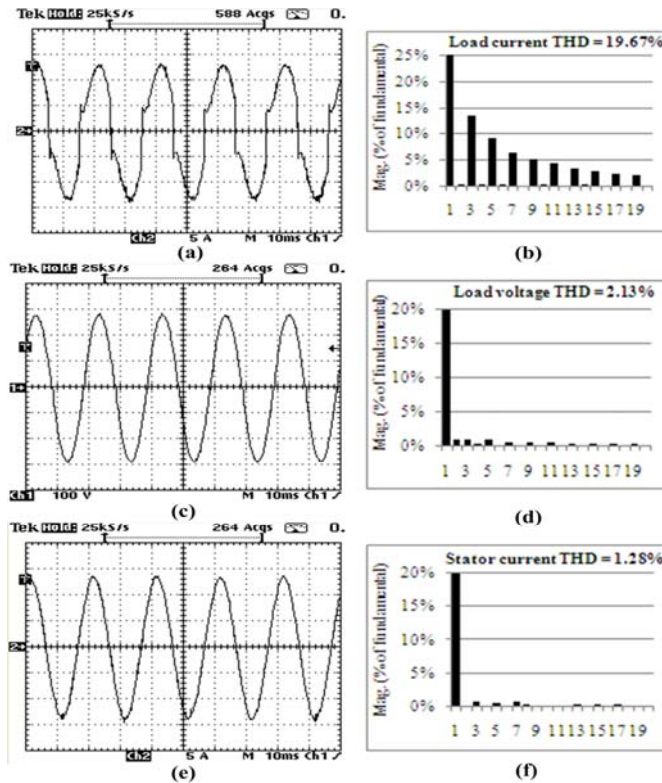 Tek Hold: 25kS/s 588 Acqs 0.
T
2→
Ch2 5 A M 10ms Ch1
(a)
Load current THD = 19.67%
Mag. (% of fundamental)
25%
20%
15%
10%
5%
0%
1 3 5 7 9 11 13 15 17 19
(b)
Tek Hold: 25kS/s 264 Acqs 0.
T
1→
Ch1 100 V M 10ms Ch1
(c)
Load voltage THD = 2.13%
Mag. (% of fundamental)
20%
15%
10%
5%
0%
1 3 5 7 9 11 13 15 17 19
(d)
Tek Hold: 25kS/s 264 Acqs 0.
T
2→
Ch2 5 A M 10ms Ch1
(e)
Stator current THD = 1.28%
Mag. (% of fundamental)
20%
15%
10%
5%
0%
1 3 5 7 9 11 13 15 17 19
(f)